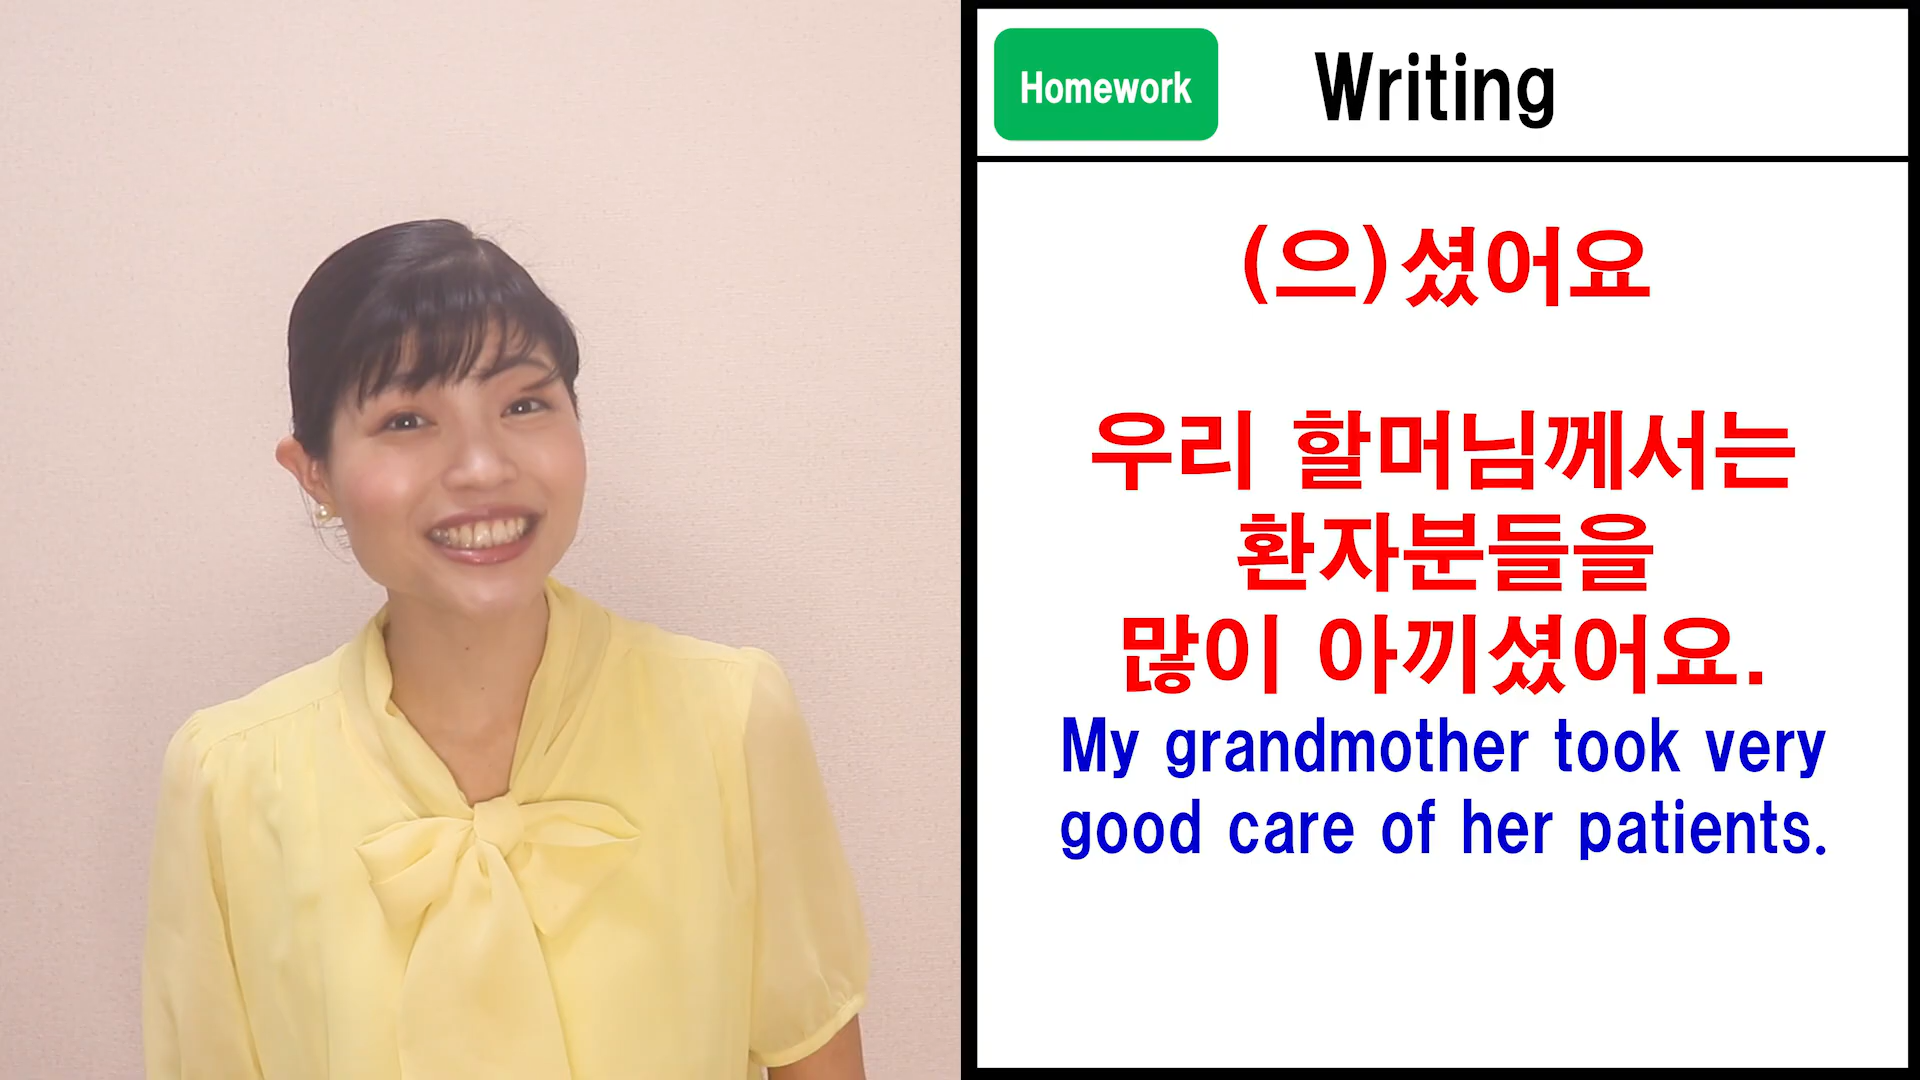 Homework
Writing
(으)셨어요
우리 할머님께서는
환자분들을
많이 아끼셨어요.
My grandmother took very
good care of her patients.